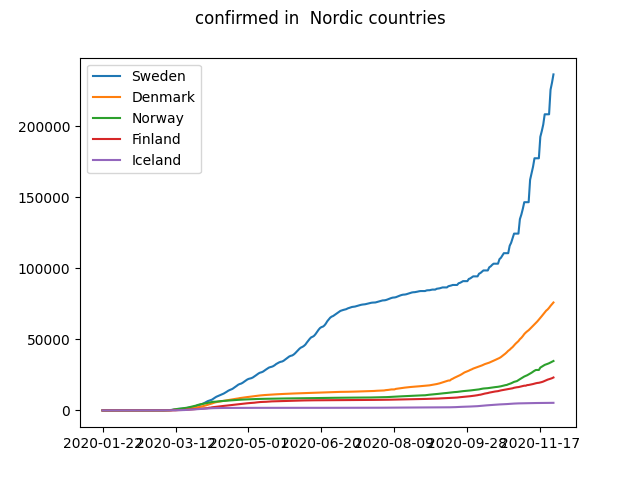 confirmed in  Nordic countries
Sweden
Denmark
Norway
Finland
Iceland
200000
150000
100000
50000
0
2020-01-22 2020-03-12 2020-05-01 2020-06-20 2020-08-09 2020-09-28 2020-11-17